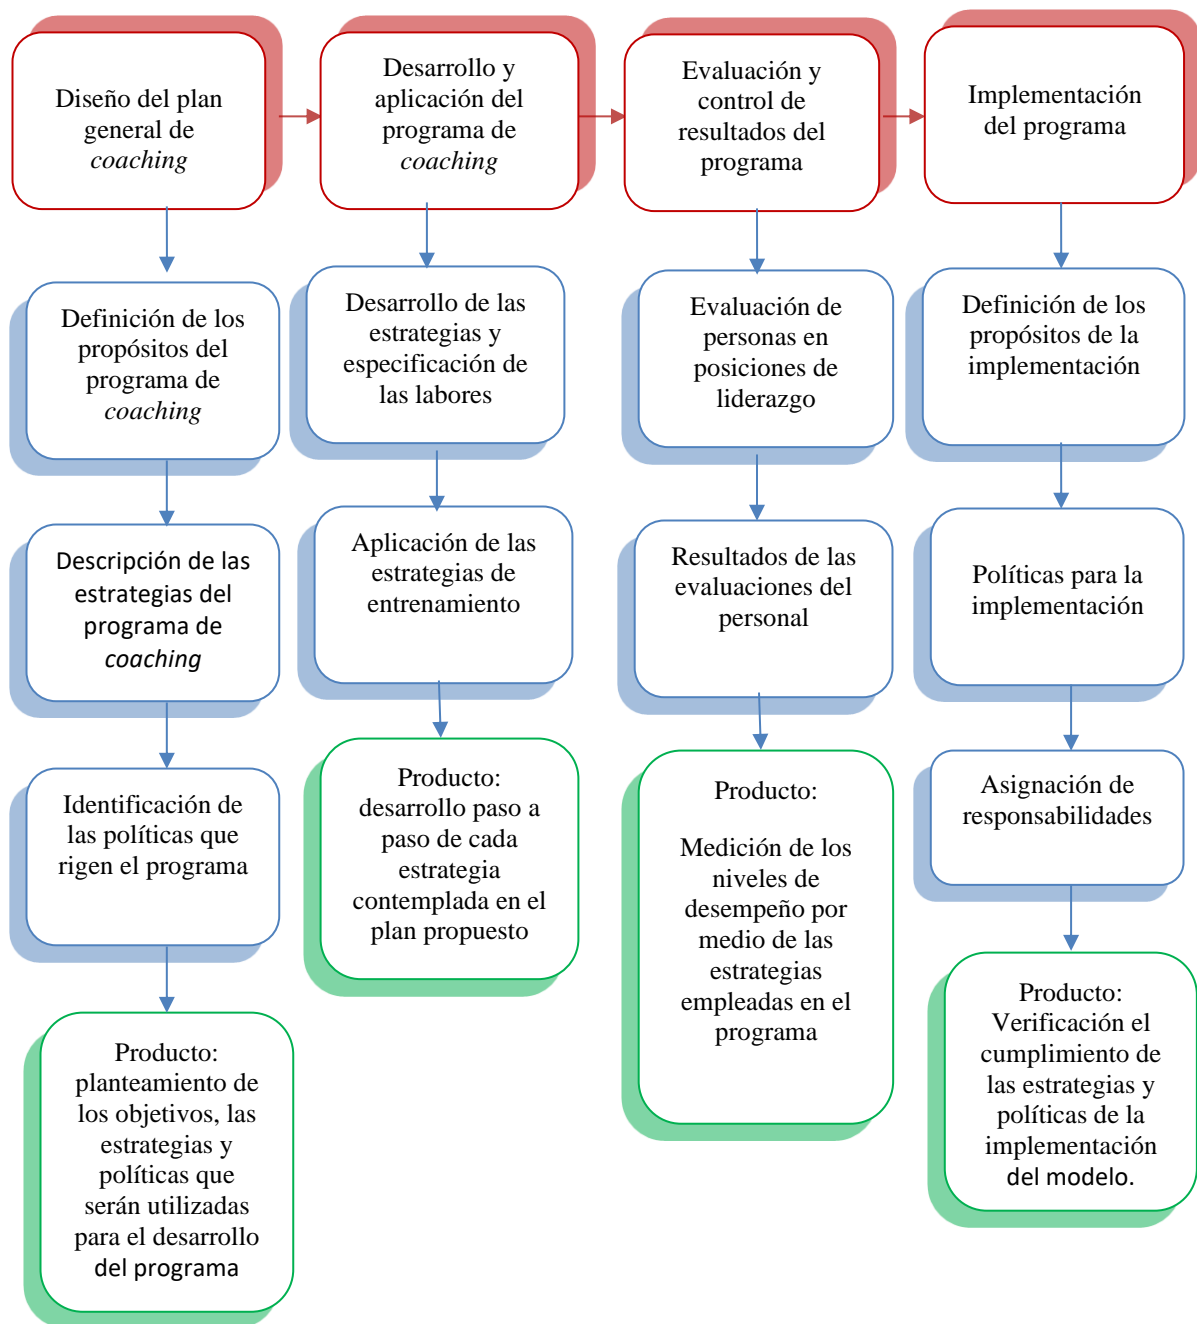 Diseño del plan
general de
coaching
Desarrollo y
aplicación del
programa de
coaching
Evaluación y
control de
resultados del
programa
Implementación
del programa
Definición de los
propósitos del
programa de
coaching
Desarrollo de las
estrategias y
especificación de
las labores
Evaluación de
personas en
posiciones de
liderazgo
Definición de los
propósitos de la
implementación
Descripción de las
estrategias del
programa de
coaching
Aplicación de las
estrategias de
entrenamiento
Resultados de las
evaluaciones del
personal
Políticas para la
implementación
Identificación de
las políticas que
rigen el programa
Producto:
desarrollo paso a
paso de cada
estrategia
contemplada en el
plan propuesto
Producto:
Medición de los
niveles de
desempeño por
medio de las
estrategias
empleadas en el
programa
Asignación de
responsabilidades
Producto:
planteamiento de
los objetivos, las
estrategias y
políticas que
serán utilizadas
para el desarrollo
del programa
Producto:
Verificación el
cumplimiento de
las estrategias y
políticas de la
implementación
del modelo.